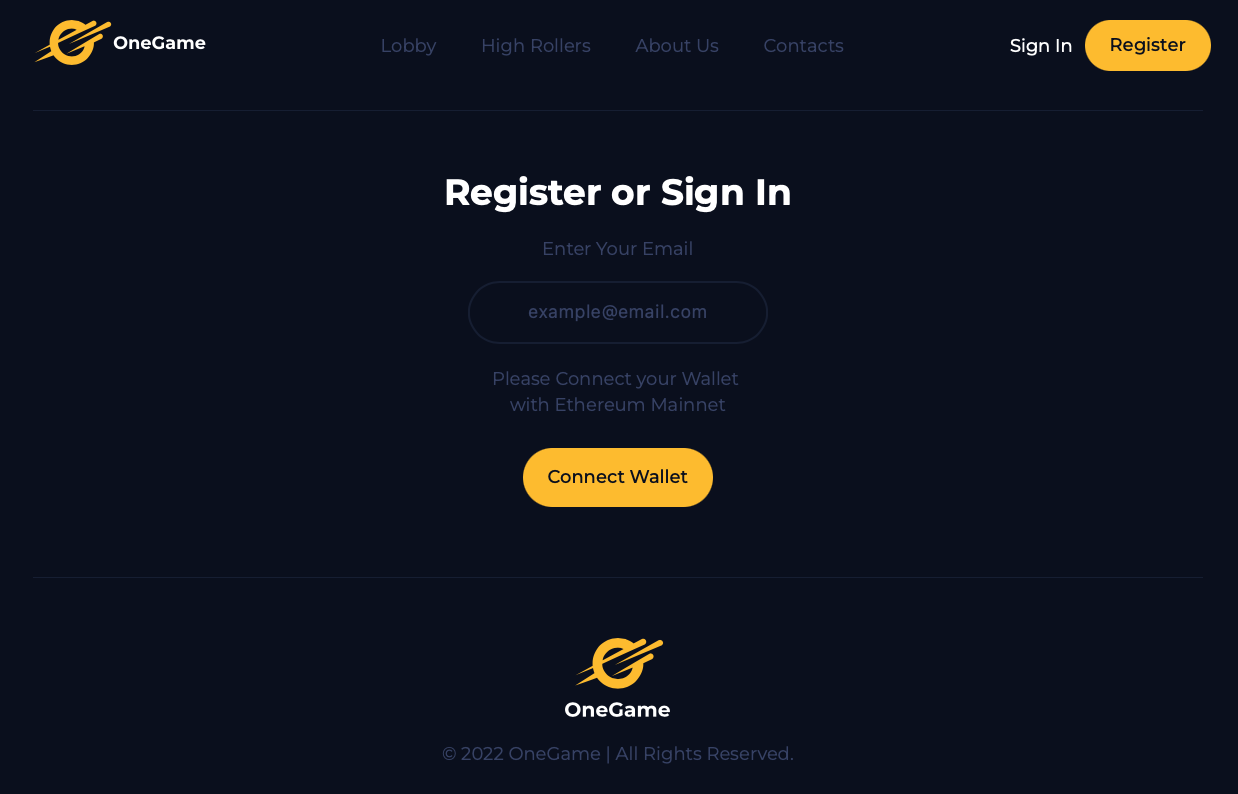 OneGame
Lobby
High Rollers
About Us
Contacts
Sign In
Register
Register or Sign In
Enter Your Email
example@email.com
Please Connect your Wallet
with Ethereum Mainnet
Connect Wallet
OneGame
© 2022 OneGame | All Rights Reserved.